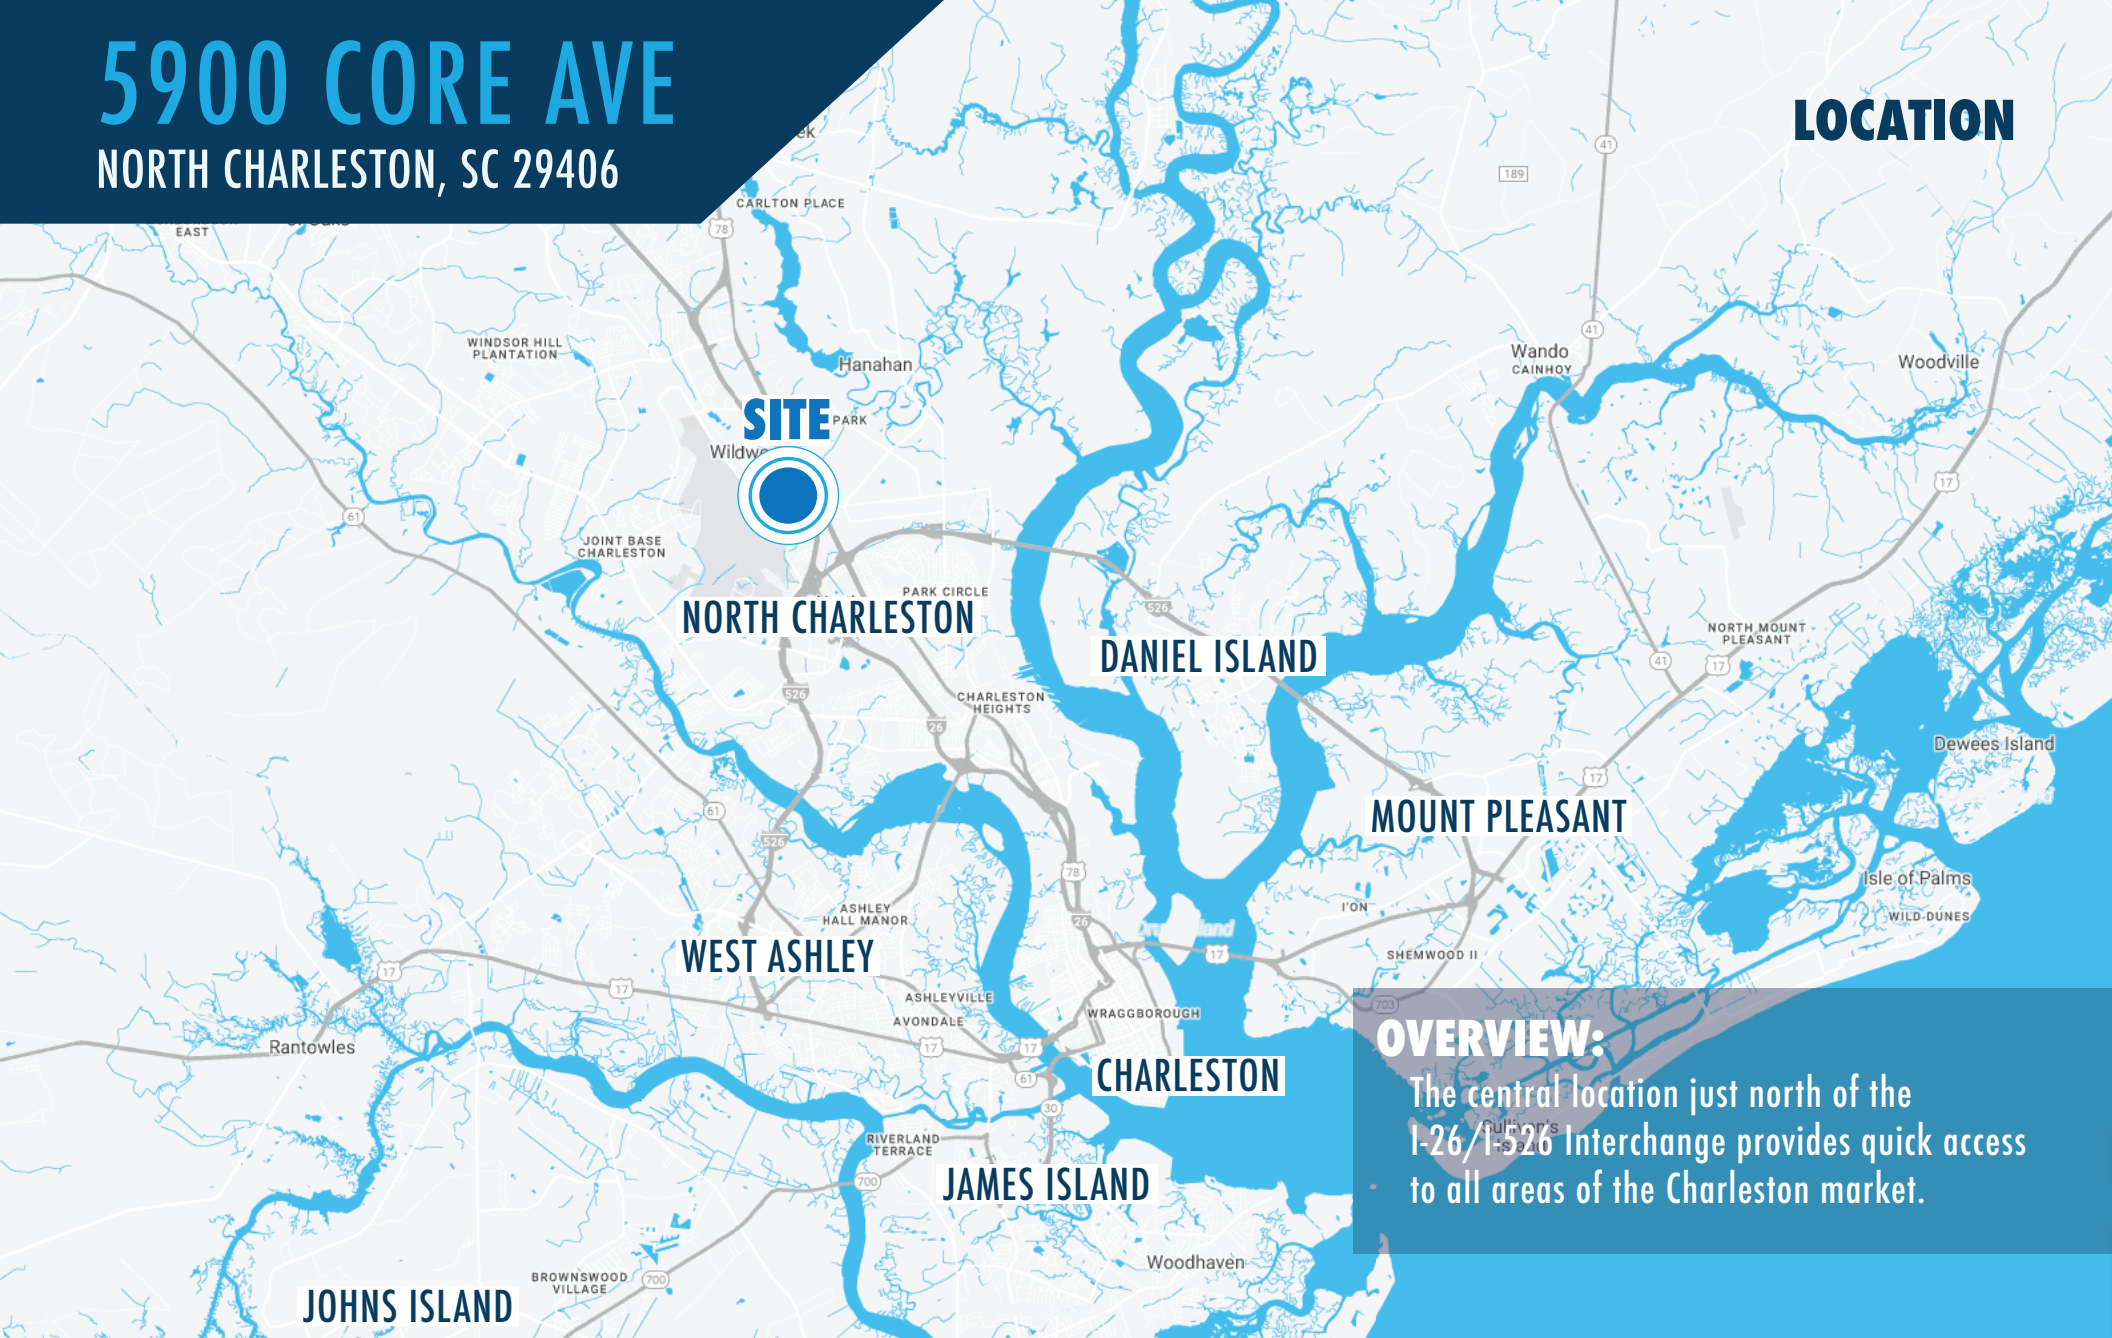 5900 CORE AVE
NORTH CHARLESTON, SC 29406
LOCATION
CARLTON PLACE
EAST
78
41
189
41
WINDSOR HILL
PLANTATION
Hanahan
Wando
CAINHOY
Woodville
SITE
PARK
17
61
JOINT BASE
CHARLESTON
PARK CIRCLE
NORTH CHARLESTON
526
DANIEL ISLAND
NORTH MOUNT
PLEASANT
41
17
526
CHARLESTON
HEIGHTS
26
Dewees Island
17
61
MOUNT PLEASANT
526
78
Isle of Palms
ASHLEY
HALL MANOR
I'ON
WILD DUNES
26
WEST ASHLEY
17
SHEMWOOD II
17
17
ASHLEYVILLE
703
AVONDALE
WRAGGBOROUGH
Rantowles
17
17
61
CHARLESTON
30
OVERVIEW:
The central location just north of the
I-26/I-526 Interchange provides quick access
to all areas of the Charleston market.
Sullivan's
RIVERLAND
TERRACE
700
JAMES ISLAND
Woodhaven
BROWNSWOOD
VILLAGE
700
JOHNS ISLAND